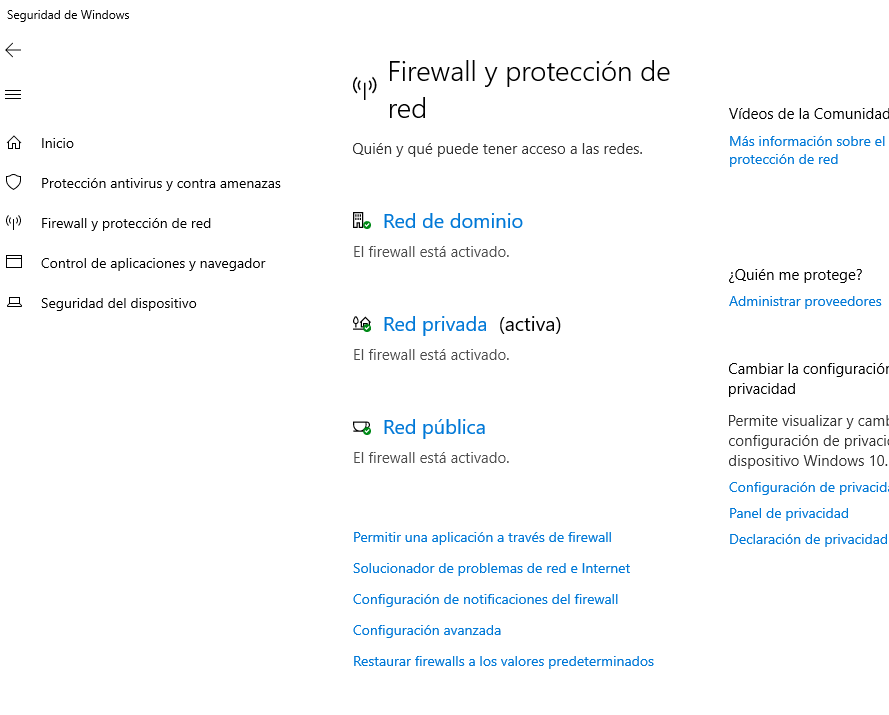 Seguridad de Windows
Inicio
Protección antivirus y contra amenazas
Firewall y protección de red
Control de aplicaciones y navegador
Seguridad del dispositivo
Firewall y protección de
red
Quién y qué puede tener acceso a las redes.
Red de dominio
El firewall está activado.
Red privada (activa)
El firewall está activado.
Red pública
El firewall está activado.
Permitir una aplicación a través de firewall
Solucionador de problemas de red e Internet
Configuración de notificaciones del firewall
Configuración avanzada
Restaurar firewalls a los valores predeterminados
Vídeos de la Comunidad
Más información sobre el
protección de red
¿Quién me protege?
Administrar proveedores
Cambiar la configuración
privacidad
Permite visualizar y camb
configuración de privacic
dispositivo Windows 10.
Configuración de privacida
Panel de privacidad
Declaración de privacidad